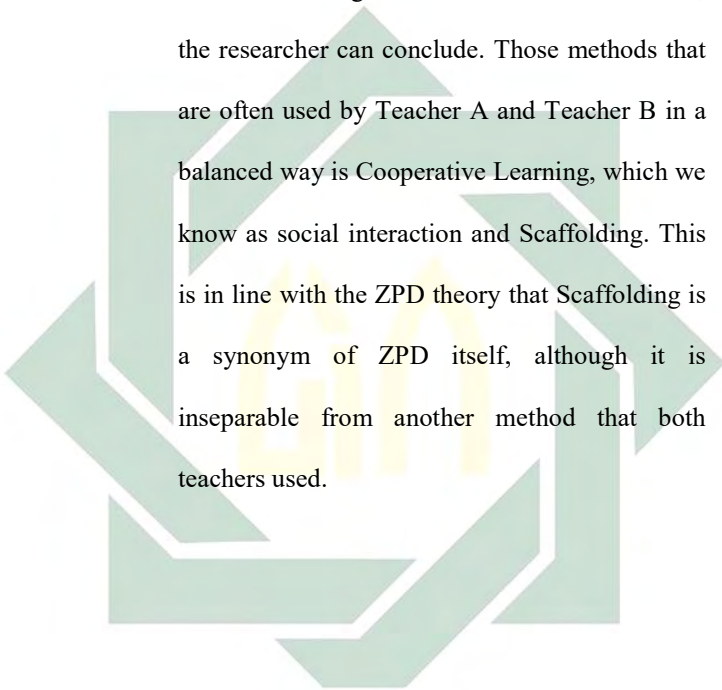 the researcher can conclude. Those methods that
are often used by Teacher A and Teacher B in a
balanced way is Cooperative Learning, which we
know as social interaction and Scaffolding. This
is in line with the ZPD theory that Scaffolding is
a synonym of ZPD itself, although it is
inseparable from another method that both
teachers used.